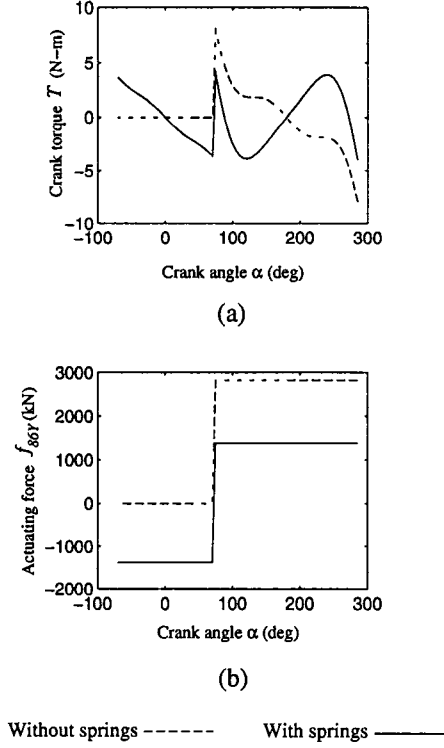 10
5
0
−5
−10
−100 0 100 200 300
Crank torque T (N−m)
Crank angle α (deg)
(a)
3000
2000
1000
0
−1000
−2000
−100 0 100 200 300
Actuating force f86Y (kN)
Crank angle α (deg)
(b)
Without springs With springs